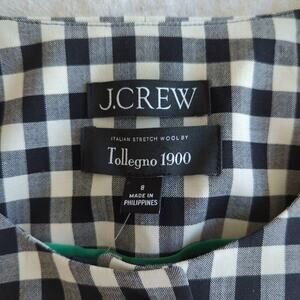 J.CREW
ITALIAN STRETCH WOOL BY
Tollegno 1900
8
MADE IN
PHILIPPINES